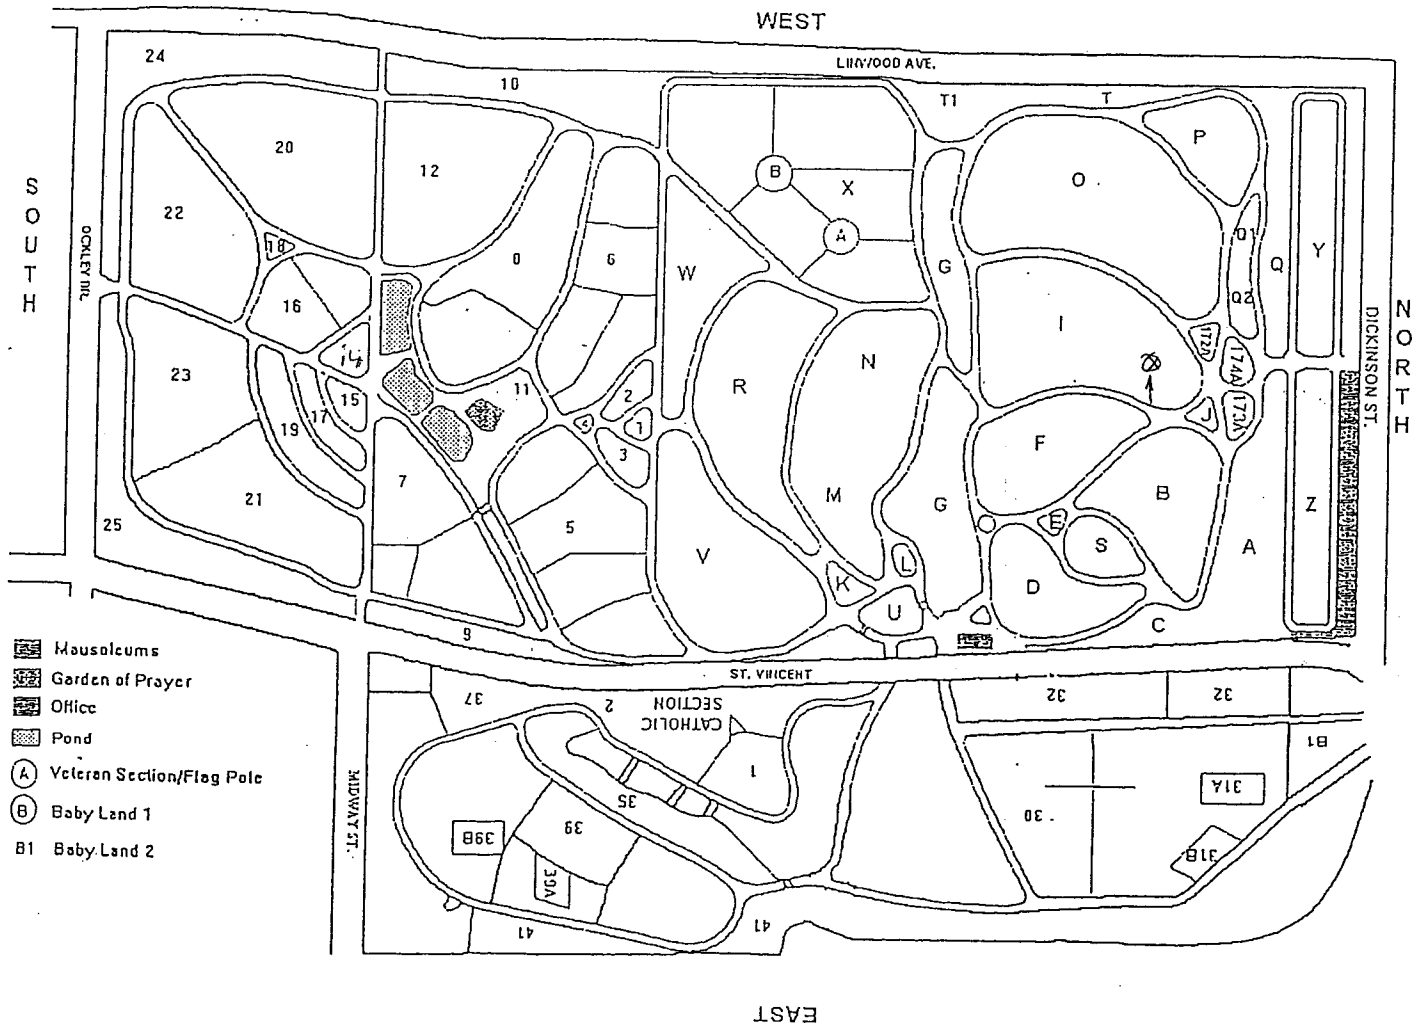 WEST
LINWOOD AVE.
24
10
T1
T
P
20
12
B
X
O
SOUTH
22
18
8
6
W
A
G
Q1
Q
Y
OCKLEY
16
Q2
NORTH
DICKINSON ST.
14
I
172A
174A
23
15
17
19
11
2
1
4
3
R
N
J
173A
7
F
21
25
5
M
G
B
Z
V
E
S
A
K
L
D
U
C
9
ST. VINCENT
Mausoleums
Garden of Prayer
Office
Pond
A Veteran Section/Flag Pole
B Baby Land 1
B1 Baby Land 2
37
2
CATHOLIC
SECTION
32
32
B1
1
MIDWAY ST.
35
31A
30
39B
39
31B
39A
41
41
EAST